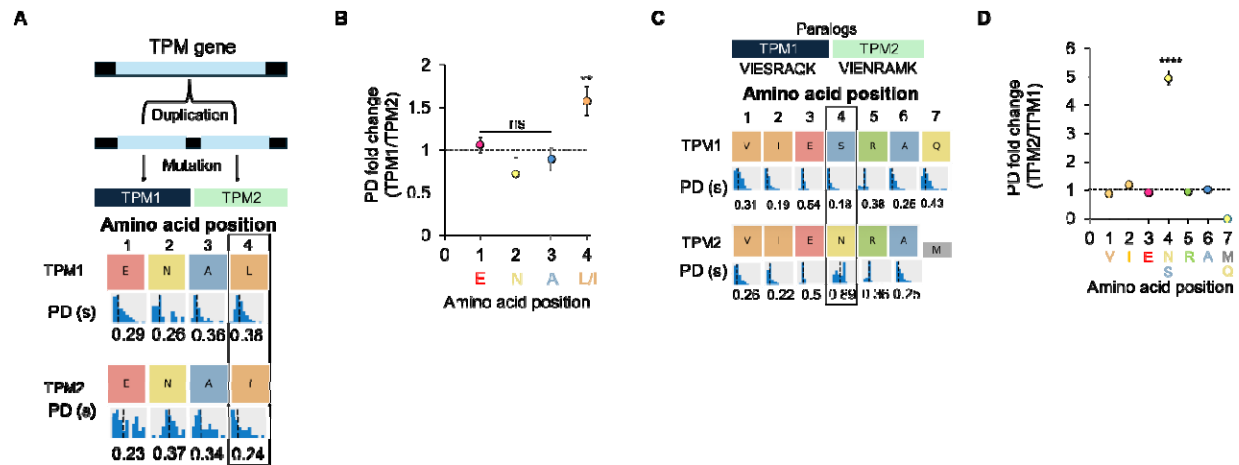 A
TPM gene
Duplication
Mutation
TPM1 TPM2
Amino acid position
1 2 3 4
TPM1 E N A L
PD (s)
0.29 0.26 0.36 0.38
TPM2 E N A I
PD (s)
0.23 0.37 0.34 0.24
B
PD fold change
(TPM1/TPM2)
2
1.5
1
0.5
0
ns
**
0 1 2 3 4
E N A L/I
Amino acid position
C
Paralogs
TPM1 TPM2
VIESRAQK VIENRAMK
Amino acid position
1 2 3 4 5 6 7
TPM1 V I E S R A Q
PD (s)
0.31 0.19 0.54 0.18 0.38 0.25 0.43
TPM2 V I E N R A M
PD (s)
0.26 0.22 0.5 0.89 0.36 0.25
D
PD fold change
(TPM2/TPM1)
6
5
4
3
2
1
0
****
0 1 2 3 4 5 6 7
V I E N R A M
S Q
Amino acid position